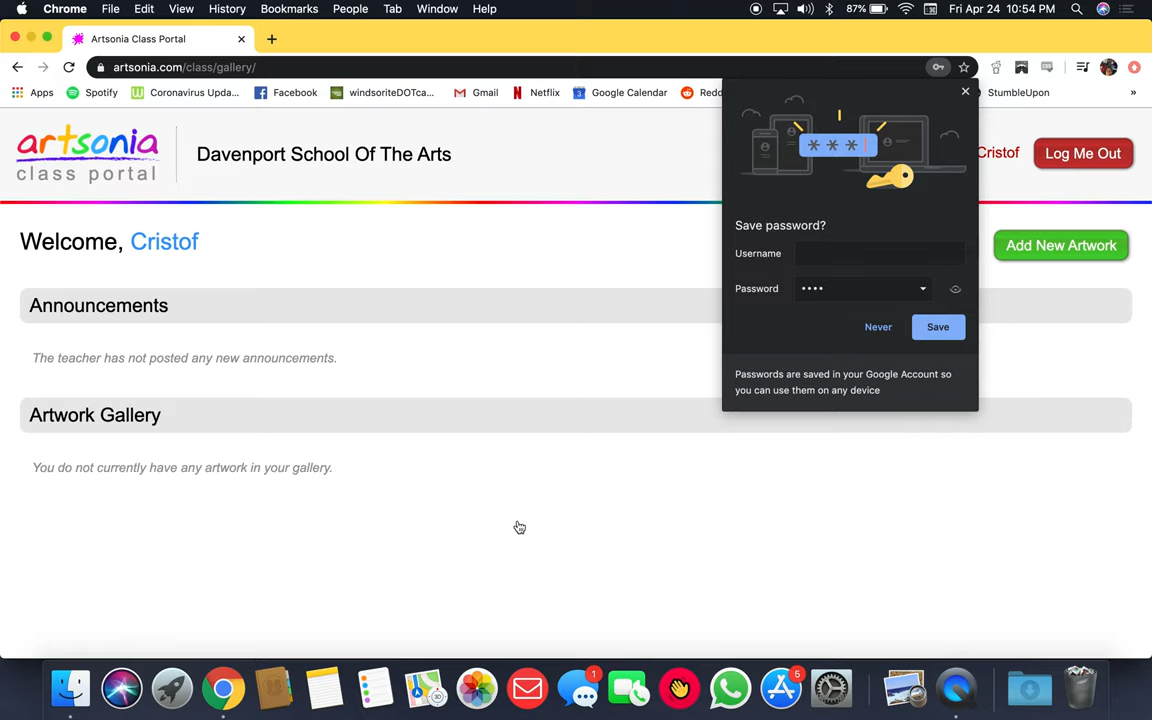 Chrome File Edit View History Bookmarks People Tab Window Help 87% Fri Apr 24 10:54 PM
Artsonia Class Portal
artsonia.com/class/gallery/
Apps Spotify Coronavirus Upda... Facebook windsoriteDOTca... Gmail Netflix 3 Google Calendar Redd StumbleUpon »
artsonia
class portal
Davenport School Of The Arts
Cristof
Log Me Out
Welcome, Cristof
Add New Artwork
Announcements
The teacher has not posted any new announcements.
Artwork Gallery
You do not currently have any artwork in your gallery.
* * *
Save password?
Username
Password ••••
Never
Save
Passwords are saved in your Google Account so
you can use them on any device
1
5